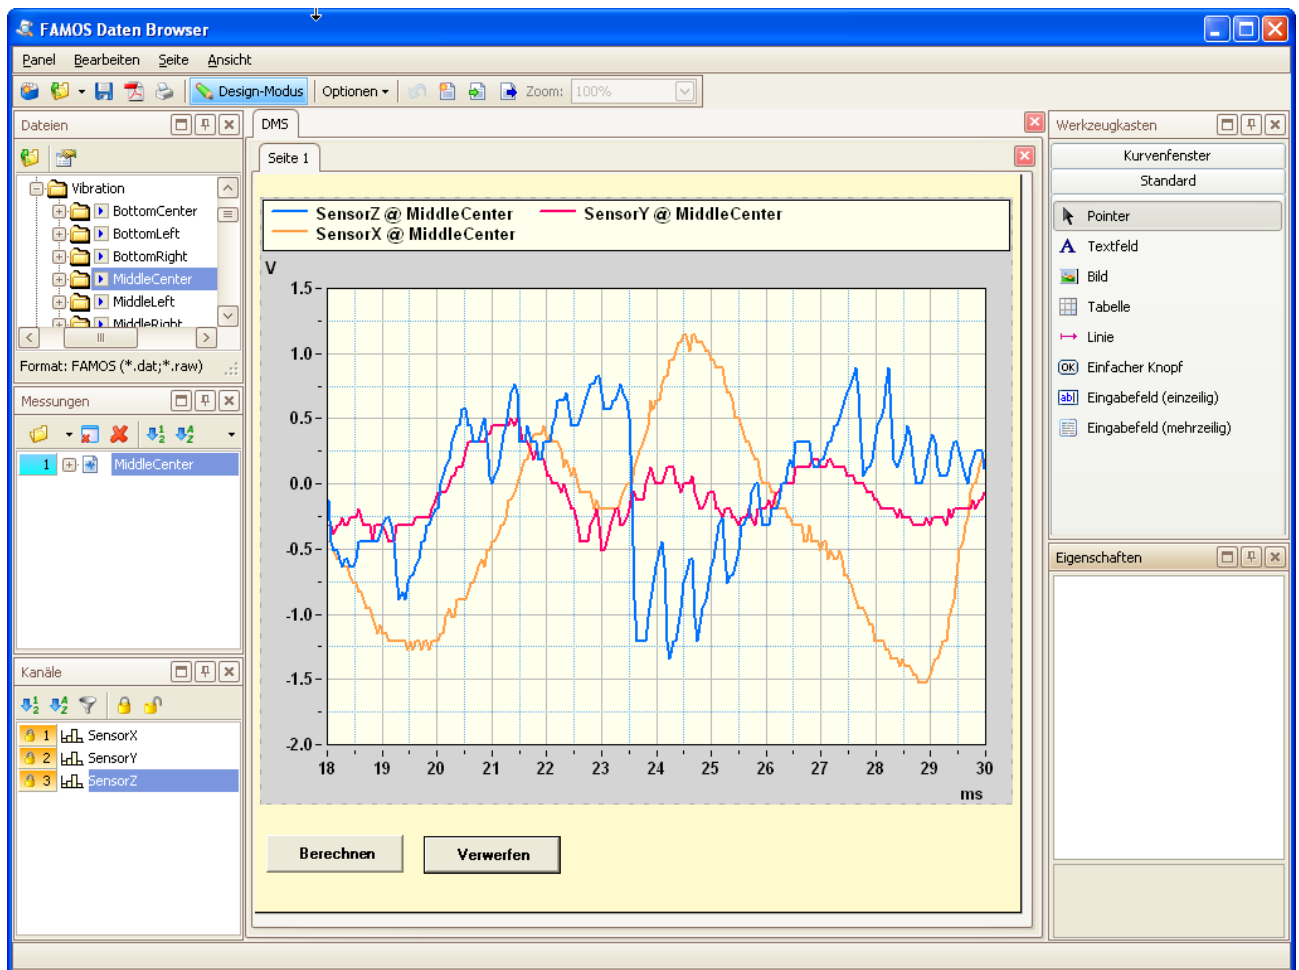 FAMOS Daten Browser
Panel Bearbeiten Seite Ansicht
Design-Modus Optionen Zoom: 100%
Dateien
Vibration
BottomCenter
BottomLeft
BottomRight
MiddleCenter
MiddleLeft
MiddleRight
Format: FAMOS (*.dat;*.raw)
Messungen
1 MiddleCenter
Kanäle
1 SensorX
2 SensorY
3 SensorZ
DMS
Seite 1
SensorZ @ MiddleCenter SensorY @ MiddleCenter
SensorX @ MiddleCenter
V
1.5
1.0
0.5
0.0
-0.5
-1.0
-1.5
-2.0
18 19 20 21 22 23 24 25 26 27 28 29 30
ms
Berechnen Verwerfen
Werkzeugkasten
Kurvenfenster
Standard
Pointer
A Textfeld
Bild
Tabelle
Linie
OK Einfacher Knopf
ab Eingabefeld (einzeilig)
Eingabefeld (mehrzeilig)
Eigenschaften